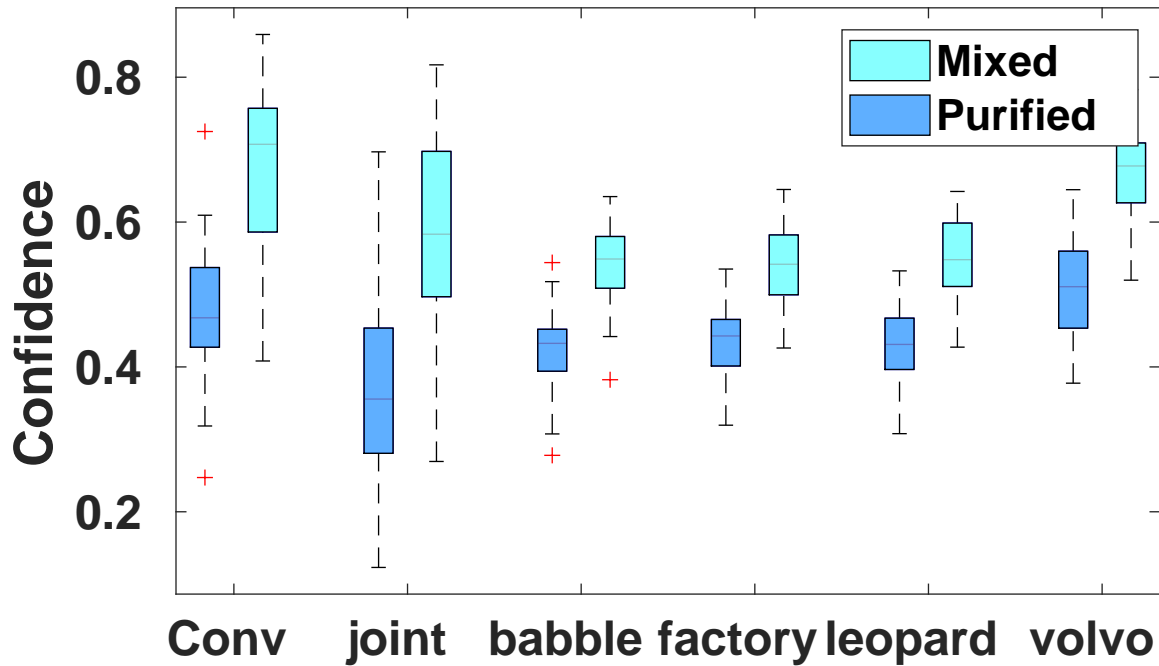 Confidence
0.8
0.6
0.4
0.2
Mixed
Purified
Conv joint babble factory leopard volvo